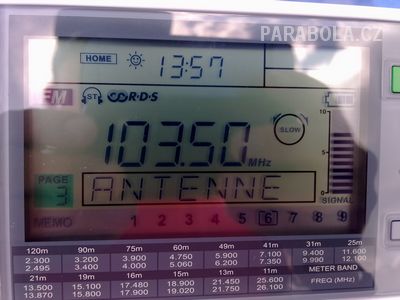 PARABOLA.CZ
HOME 13:57
FM ST R·D·S
103.50 MHz
SLOW
10
5
0
PAGE 3
ANTENNE
SIGNAL
MEMO 1 2 3 4 5 6 7 8 9
120m 90m 75m 60m 49m 41m 31m 25m
2.300 3.200 3.900 4.750 5.900 7.100 9.400 11.600
2.495 3.400 4.000 5.060 6.200 7.350 9.990 12.100
21m 19m 16m 15m 13m 11m METER BAND
13.500 15.100 17.480 18.900 21.450 25.600 FREQ (MHz)
13.870 15.800 17.900 19.020 21.750 26.100